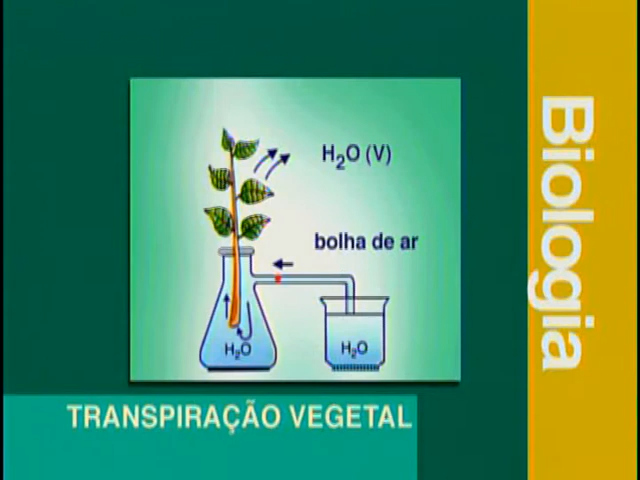 H₂O (V)
bolha de ar
H₂O
H₂O
TRANSPIRAÇÃO VEGETAL
Biologia